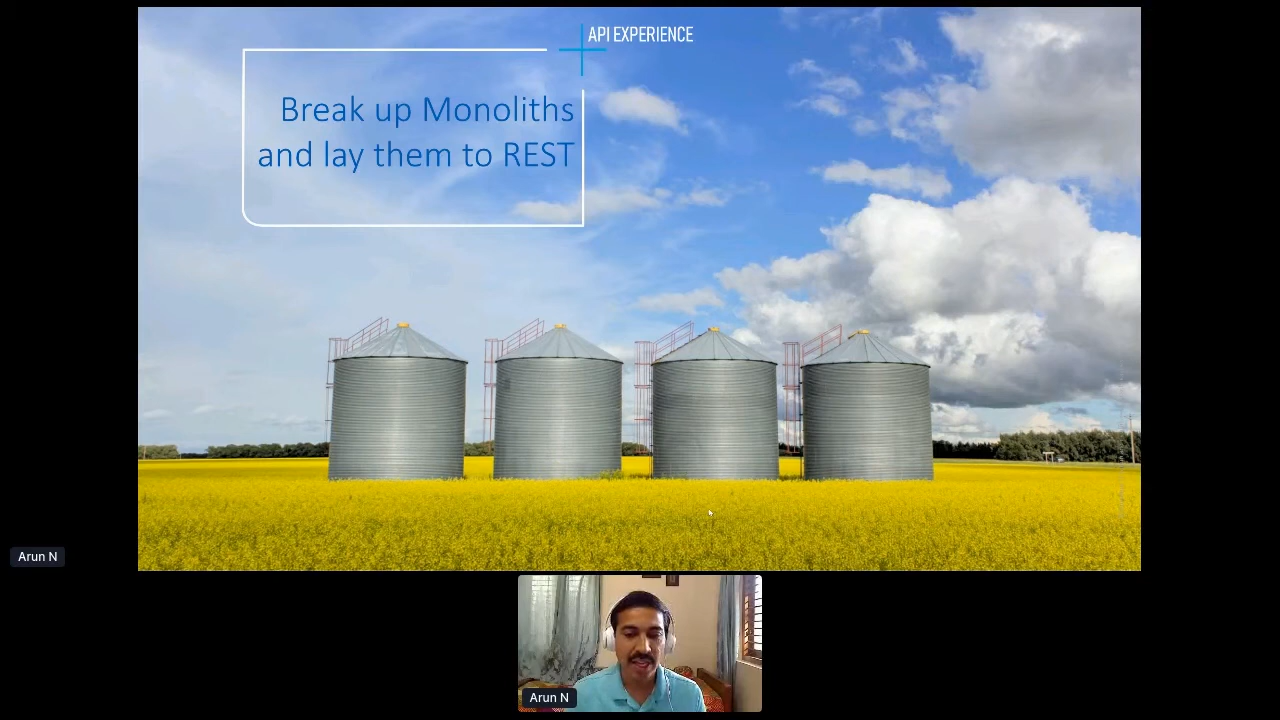 API EXPERIENCE
Break up Monoliths
and lay them to REST
Arun N
Arun N